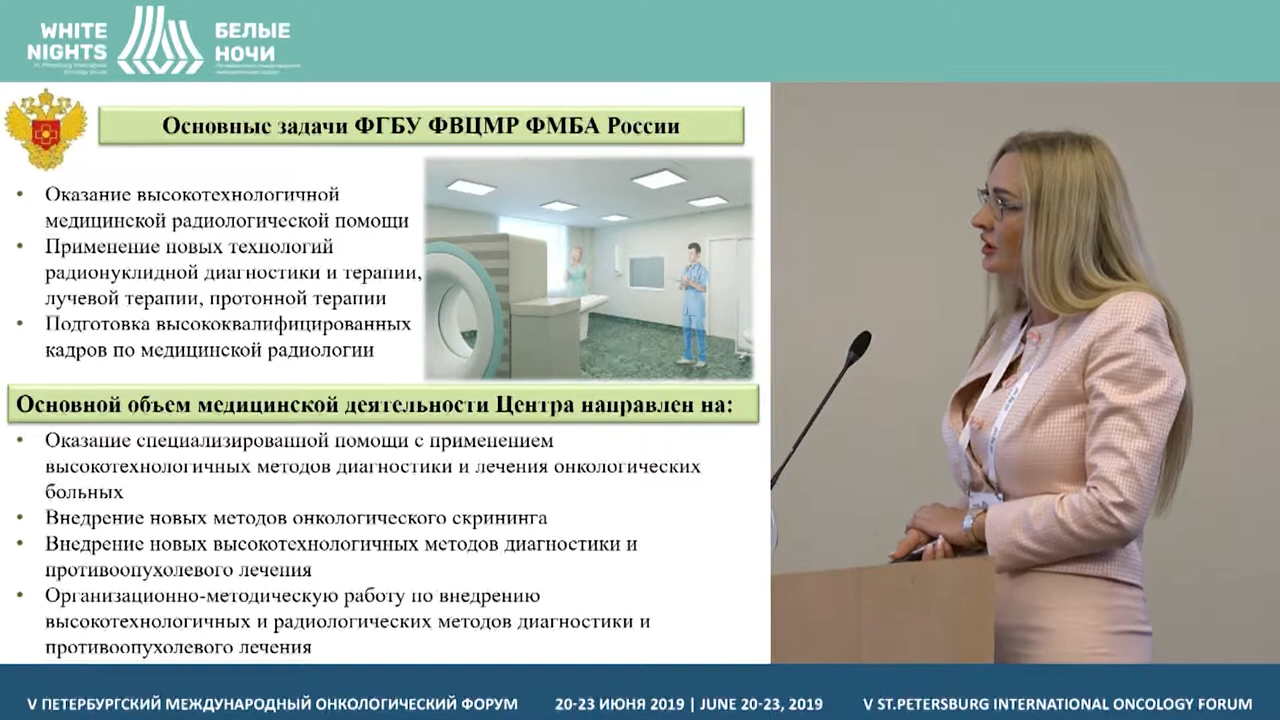 WHITE
NIGHTS
БЕЛЫЕ
НОЧИ
Основные задачи ФГБУ ФВЦМР ФМБА России
• Оказание высокотехнологичной
медицинской радиологической помощи
• Применение новых технологий
радионуклидной диагностики и терапии,
лучевой терапии, протонной терапии
• Подготовка высококвалифицированных
кадров по медицинской радиологии
Основной объем медицинской деятельности Центра направлен на:
• Оказание специализированной помощи с применением
высокотехнологичных методов диагностики и лечения онкологических
больных
• Внедрение новых методов онкологического скрининга
• Внедрение новых высокотехнологичных методов диагностики и
противоопухолевого лечения
• Организационно-методическую работу по внедрению
высокотехнологичных и радиологических методов диагностики и
противоопухолевого лечения
V ПЕТЕРБУРГСКИЙ МЕЖДУНАРОДНЫЙ ОНКОЛОГИЧЕСКИЙ ФОРУМ 20-23 ИЮНЯ 2019 | JUNE 20-23, 2019 V ST.PETERSBURG INTERNATIONAL ONCOLOGY FORUM